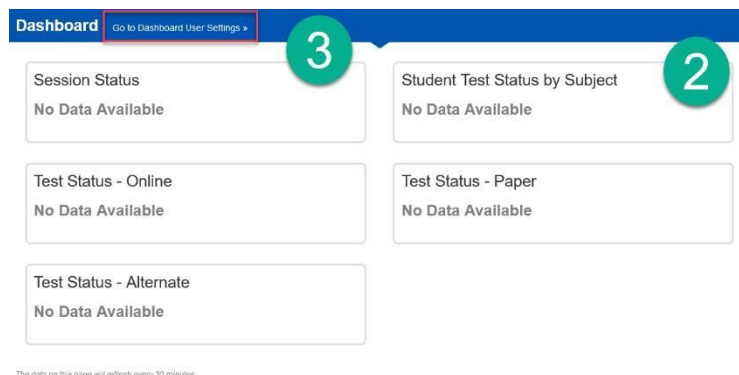 Dashboard Go to Dashboard User Settings »
3
2
Session Status
No Data Available
Student Test Status by Subject
No Data Available
Test Status - Online
No Data Available
Test Status - Paper
No Data Available
Test Status - Alternate
No Data Available
The data on this page will refresh every 30 minutes